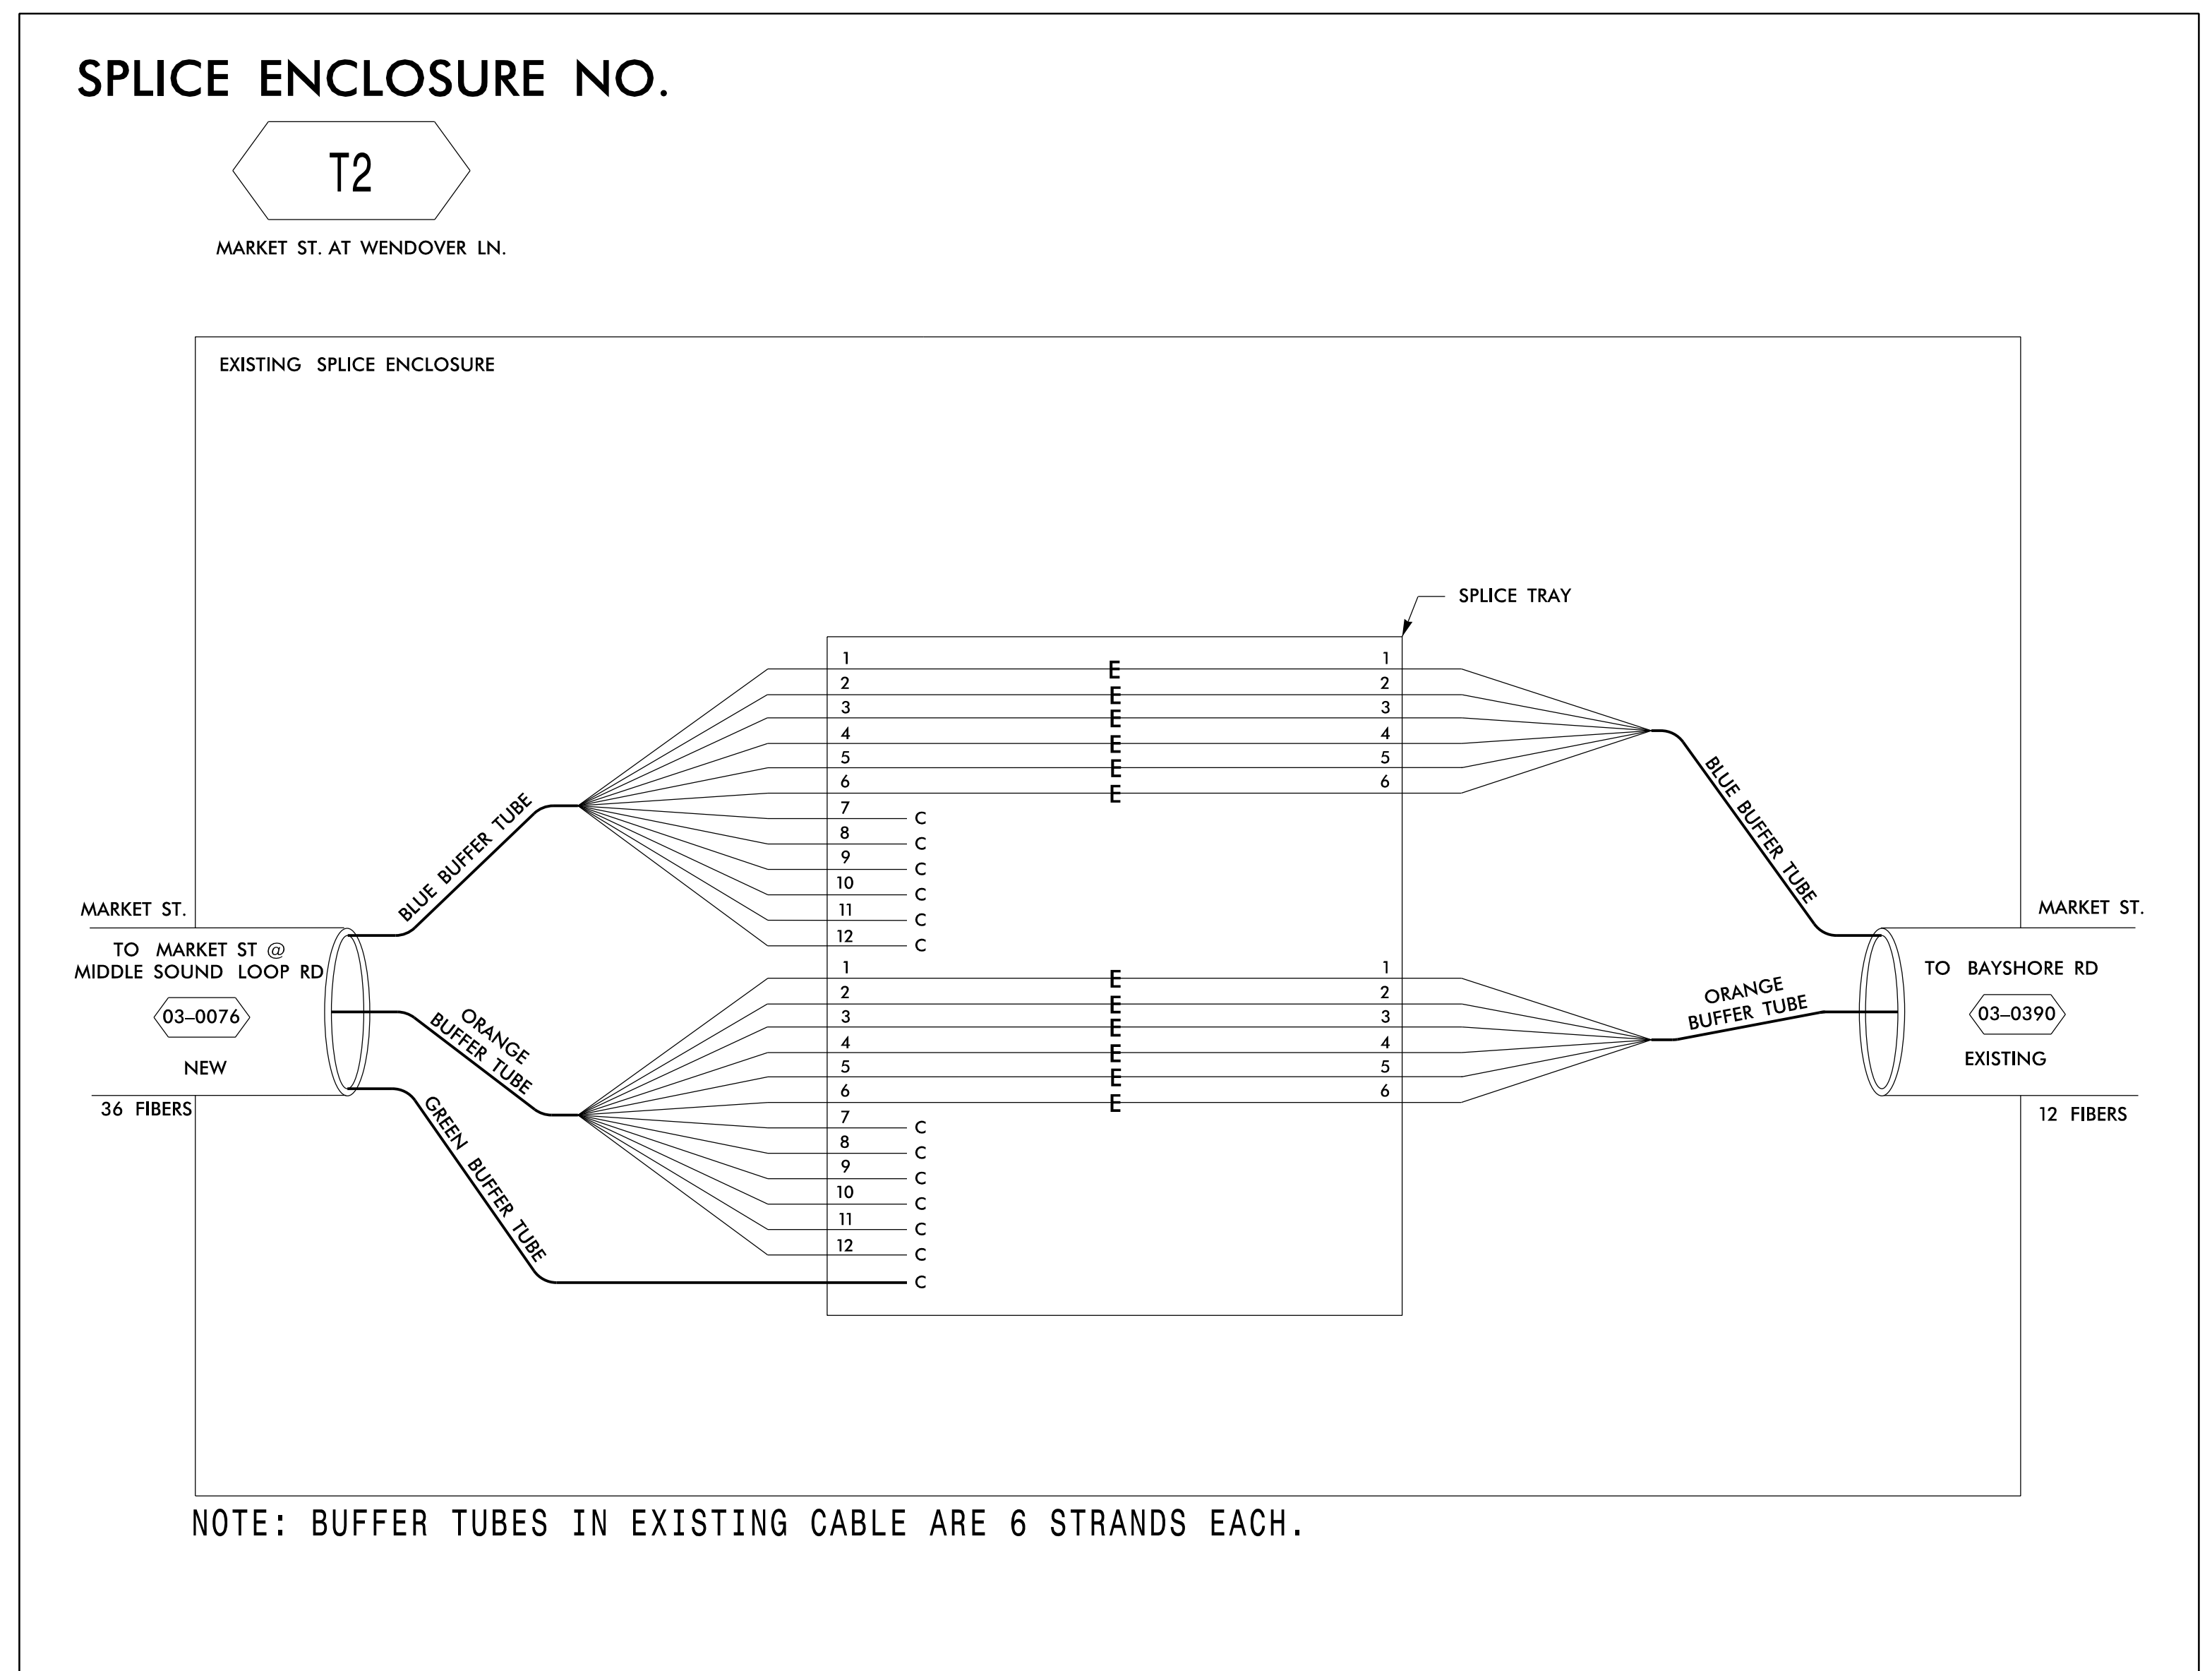 SPLICE ENCLOSURE NO.
T2
MARKET ST. AT WENDOVER LN.
EXISTING SPLICE ENCLOSURE
SPLICE TRAY
1 E 1
2 E 2
3 E 3
4 E 4
5 E 5
6 E 6
7 C
8 C
9 C
10 C
11 C
12 C
BLUE BUFFER TUBE
BLUE BUFFER TUBE
MARKET ST.
TO MARKET ST @
MIDDLE SOUND LOOP RD
03-0076
NEW
36 FIBERS
ORANGE
BUFFER TUBE
GREEN BUFFER TUBE
1 E 1
2 E 2
3 E 3
4 E 4
5 E 5
6 E 6
7 C
8 C
9 C
10 C
11 C
12 C
C
ORANGE
BUFFER TUBE
MARKET ST.
TO BAYSHORE RD
03-0390
EXISTING
12 FIBERS
NOTE: BUFFER TUBES IN EXISTING CABLE ARE 6 STRANDS EACH.